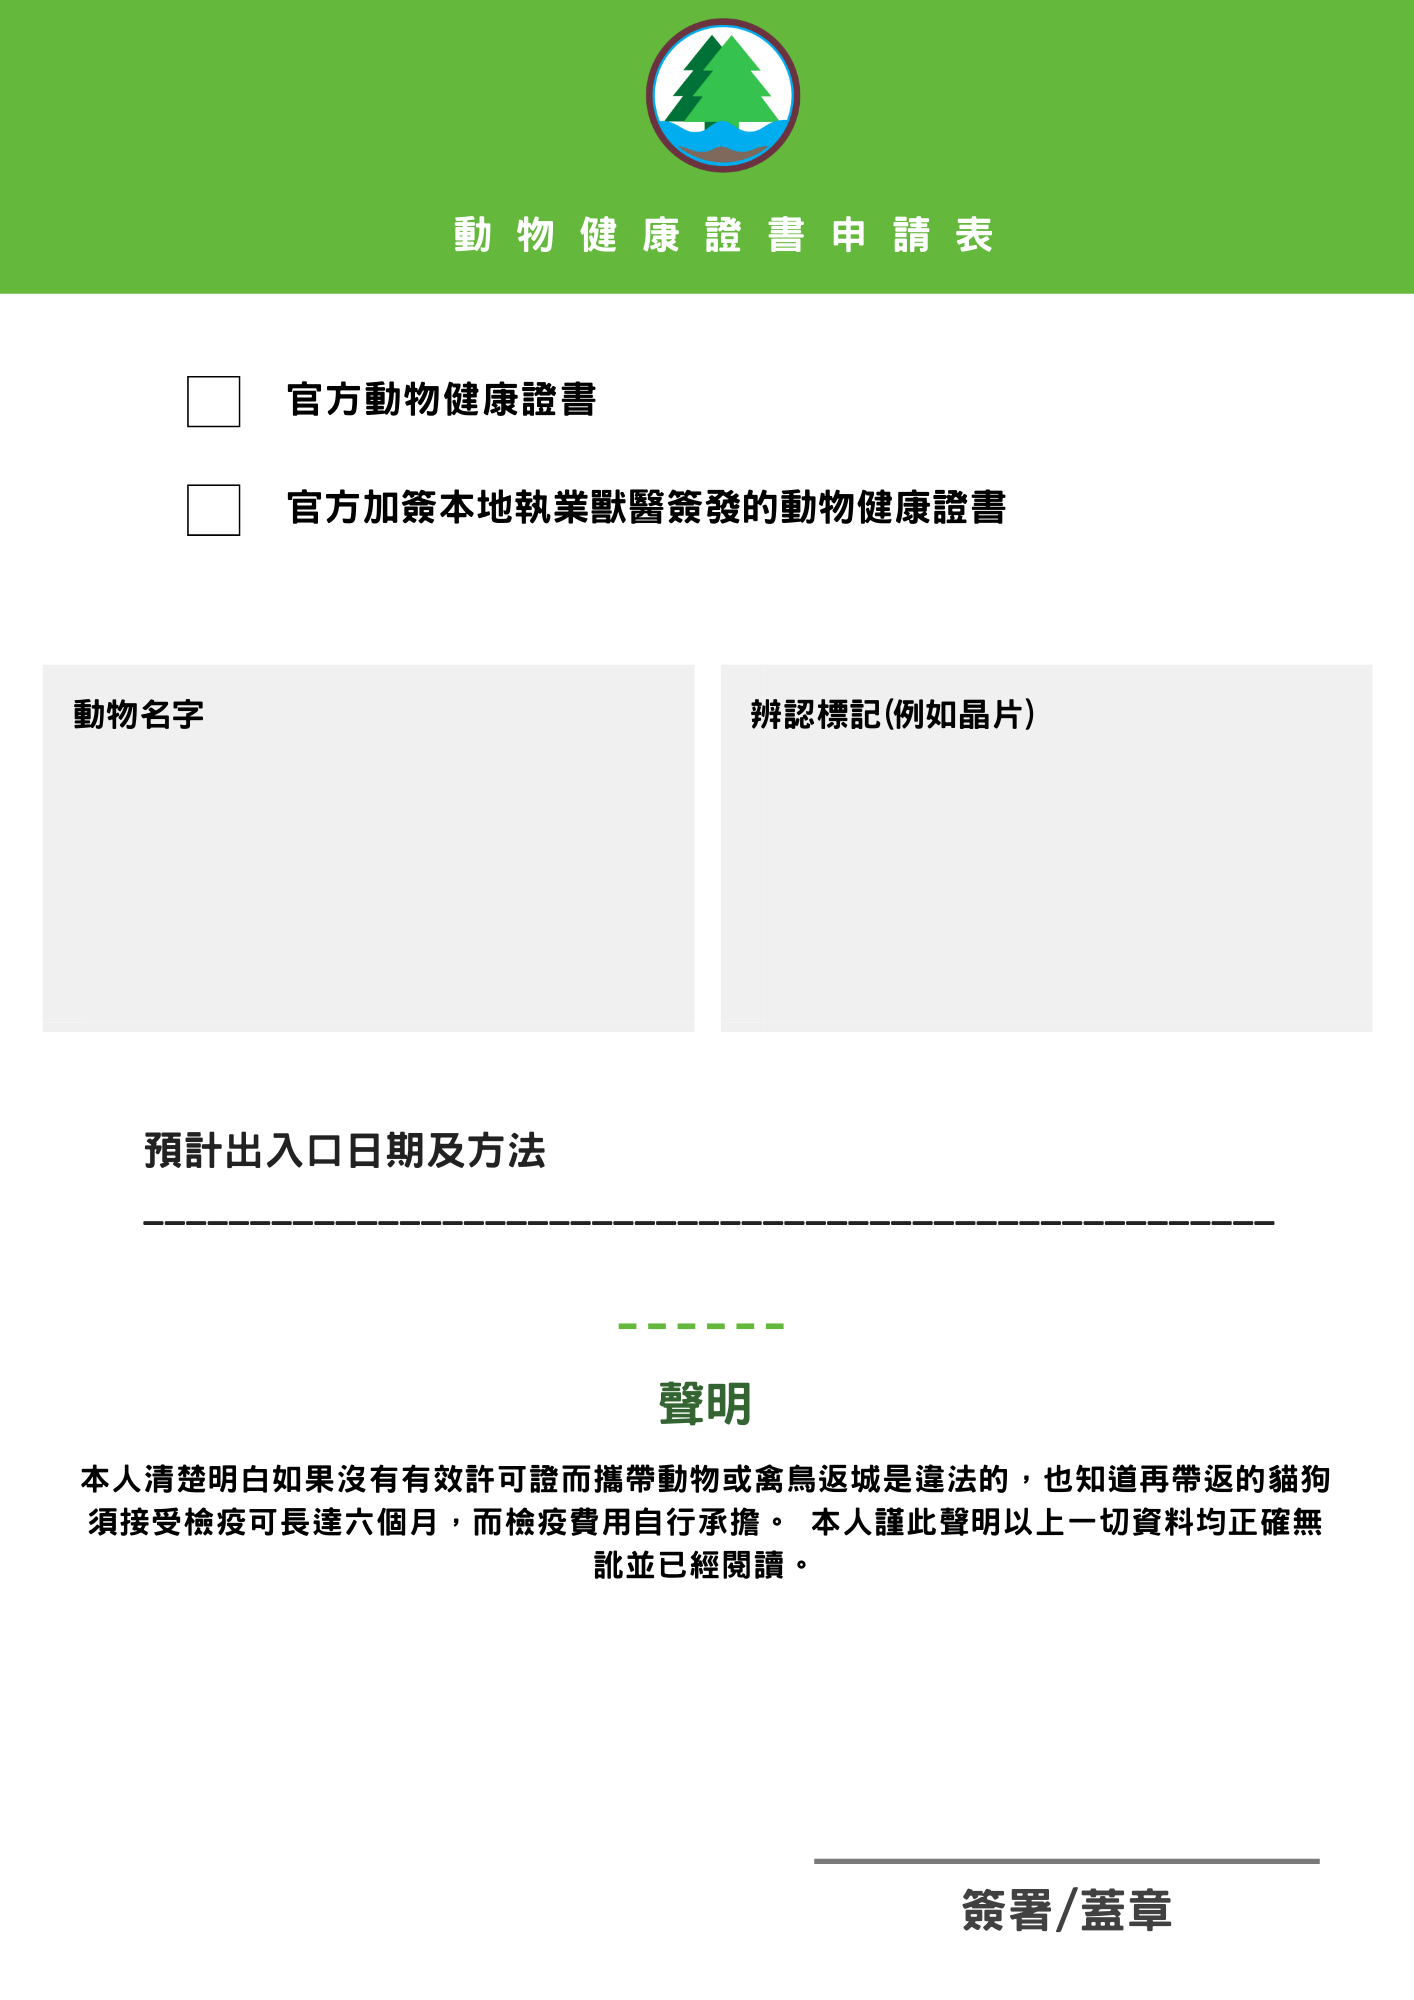 動物健康證書申請表
官方動物健康證書
官方加簽本地執業獸醫簽發的動物健康證書
動物名字
辨認標記(例如晶片)
預計出入口日期及方法
_____________________________________________________
------
聲明
本人清楚明白如果沒有有效許可證而攜帶動物或禽鳥返城是違法的，也知道再帶返的貓狗
須接受檢疫可長達六個月，而檢疫費用自行承擔。 本人謹此聲明以上一切資料均正確無
訛並已經閱讀。
簽署/蓋章